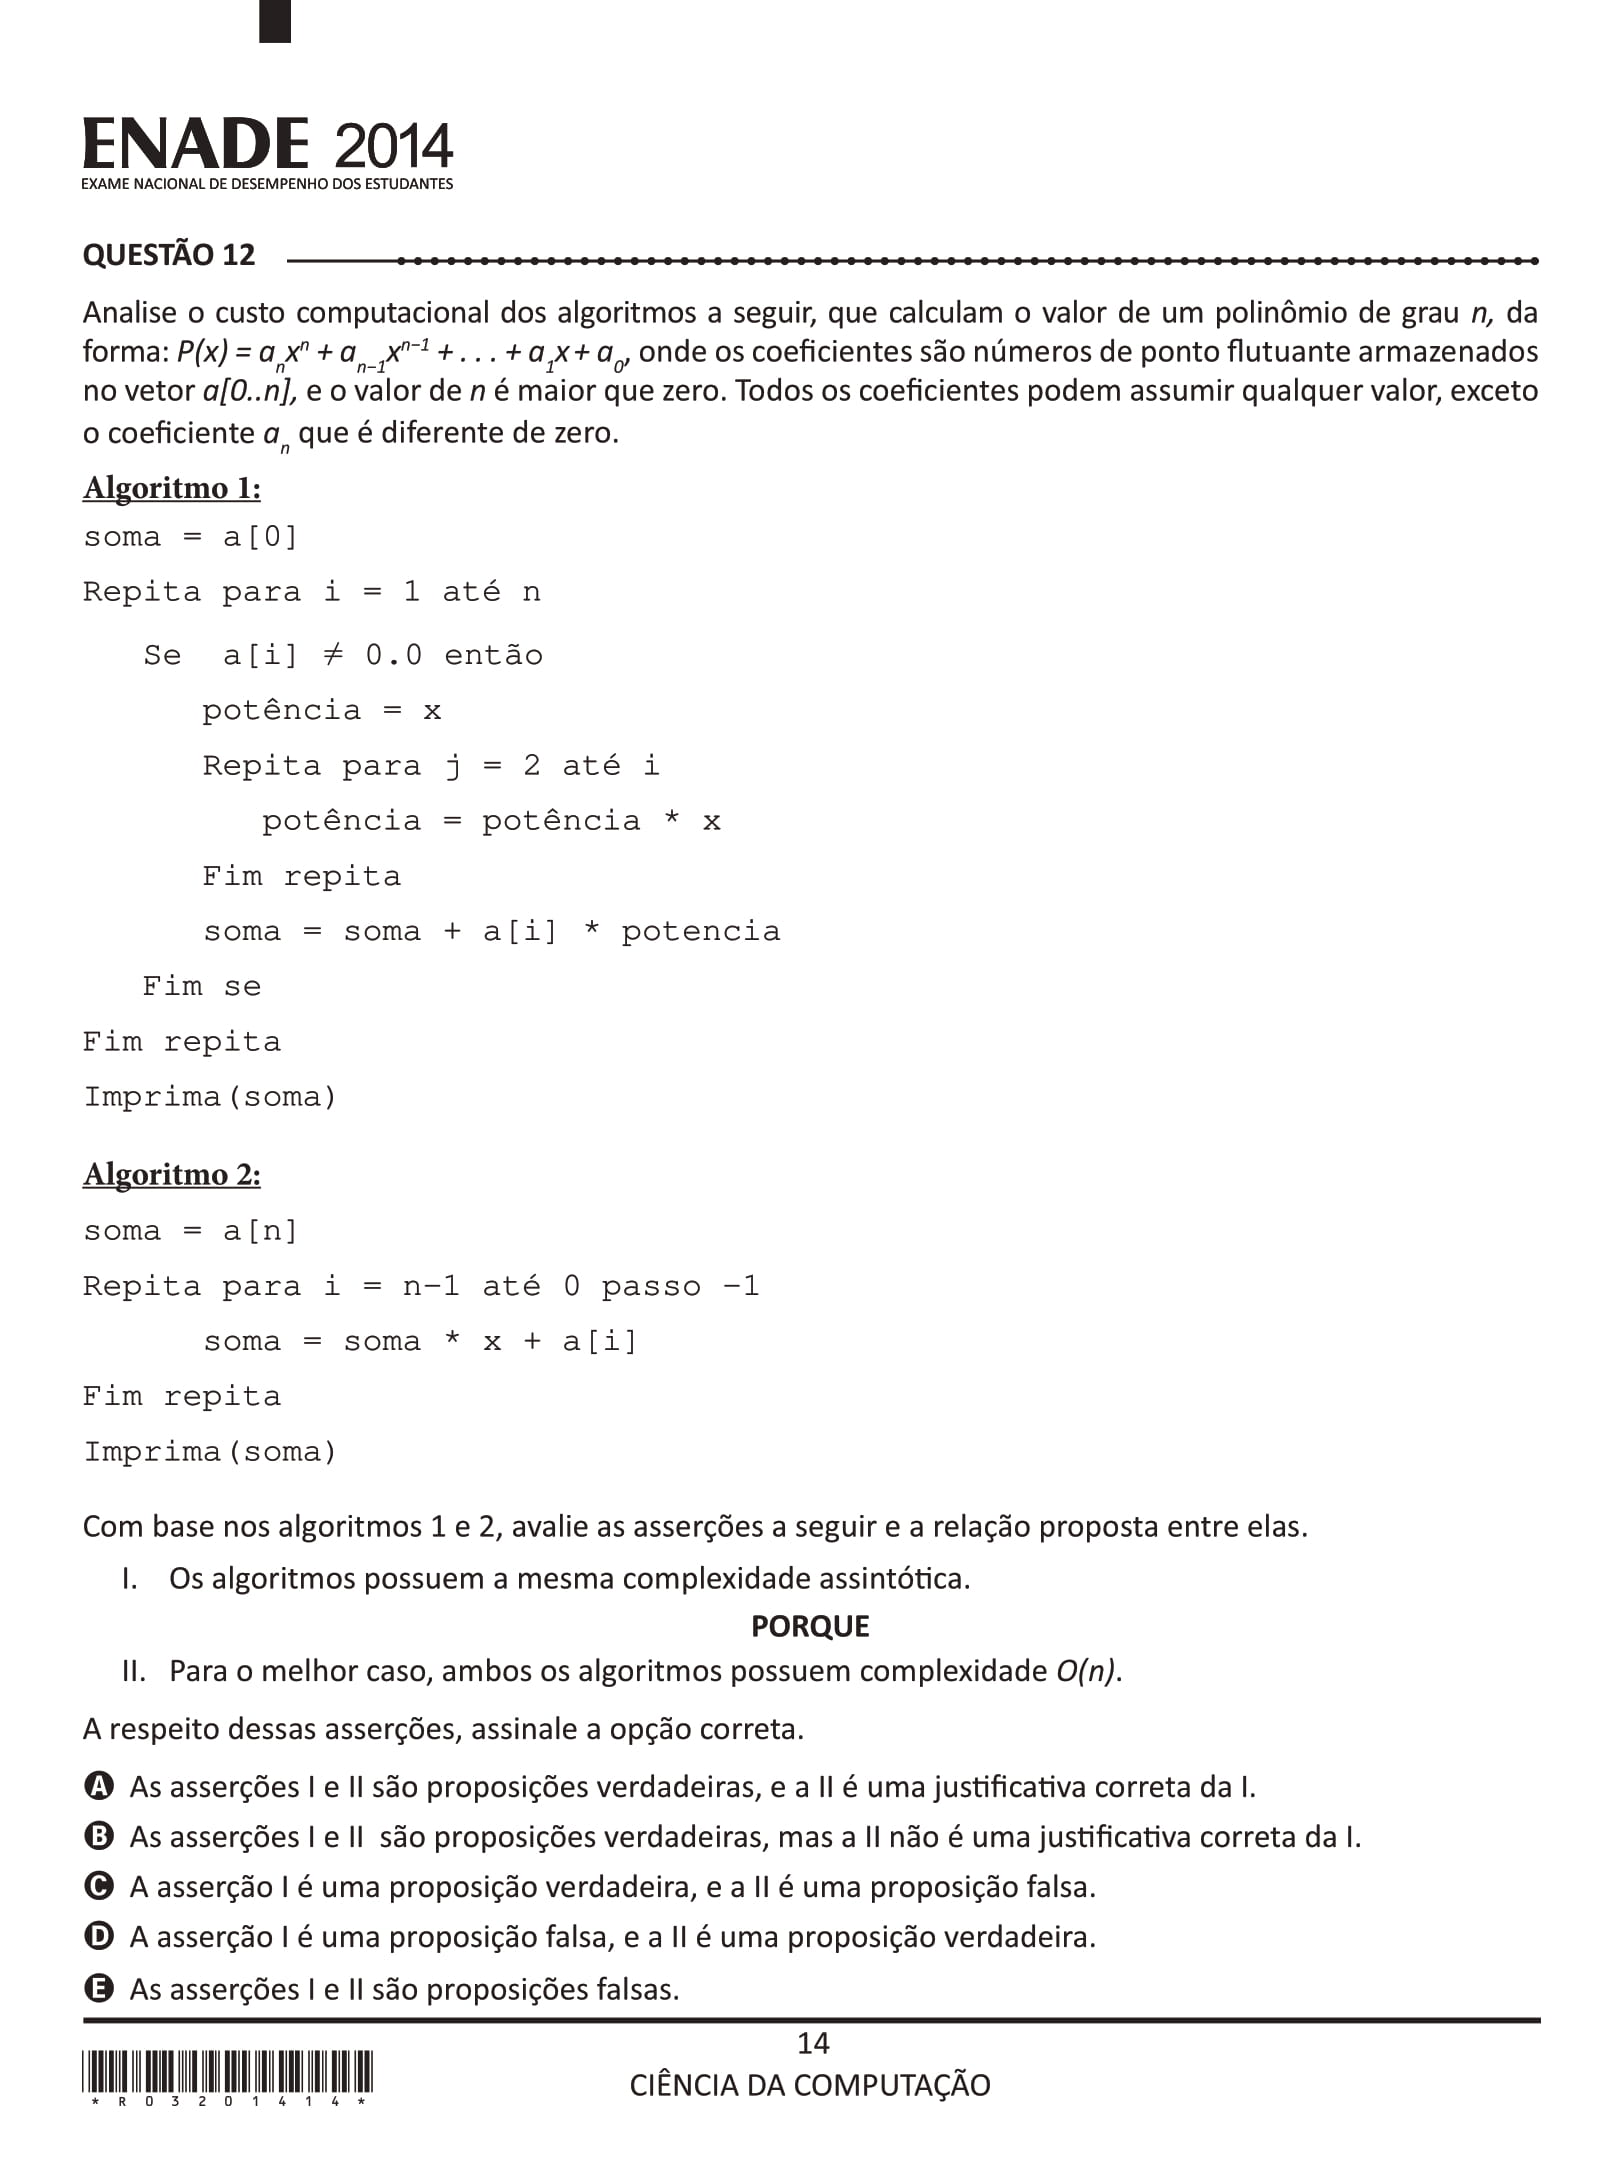 ENADE 2014
EXAME NACIONAL DE DESEMPENHO DOS ESTUDANTES
QUESTÃO 12
Analise o custo computacional dos algoritmos a seguir, que calculam o valor de um polinômio de grau n, da
forma: P(x) = aₙxⁿ + aₙ₋₁xⁿ⁻¹ + . . . + a₁x + a₀, onde os coeficientes são números de ponto flutuante armazenados
no vetor a[0..n], e o valor de n é maior que zero. Todos os coeficientes podem assumir qualquer valor, exceto
o coeficiente aₙ que é diferente de zero.
Algoritmo 1:
soma = a[0]
Repita para i = 1 até n
Se a[i] ≠ 0.0 então
potência = x
Repita para j = 2 até i
potência = potência * x
Fim repita
soma = soma + a[i] * potencia
Fim se
Fim repita
Imprima(soma)
Algoritmo 2:
soma = a[n]
Repita para i = n-1 até 0 passo -1
soma = soma * x + a[i]
Fim repita
Imprima(soma)
Com base nos algoritmos 1 e 2, avalie as asserções a seguir e a relação proposta entre elas.
I. Os algoritmos possuem a mesma complexidade assintótica.
PORQUE
II. Para o melhor caso, ambos os algoritmos possuem complexidade O(n).
A respeito dessas asserções, assinale a opção correta.
A As asserções I e II são proposições verdadeiras, e a II é uma justificativa correta da I.
B As asserções I e II são proposições verdadeiras, mas a II não é uma justificativa correta da I.
C A asserção I é uma proposição verdadeira, e a II é uma proposição falsa.
D A asserção I é uma proposição falsa, e a II é uma proposição verdadeira.
E As asserções I e II são proposições falsas.
14
CIÊNCIA DA COMPUTAÇÃO
* R 0 3 2 0 1 4 1 4 *